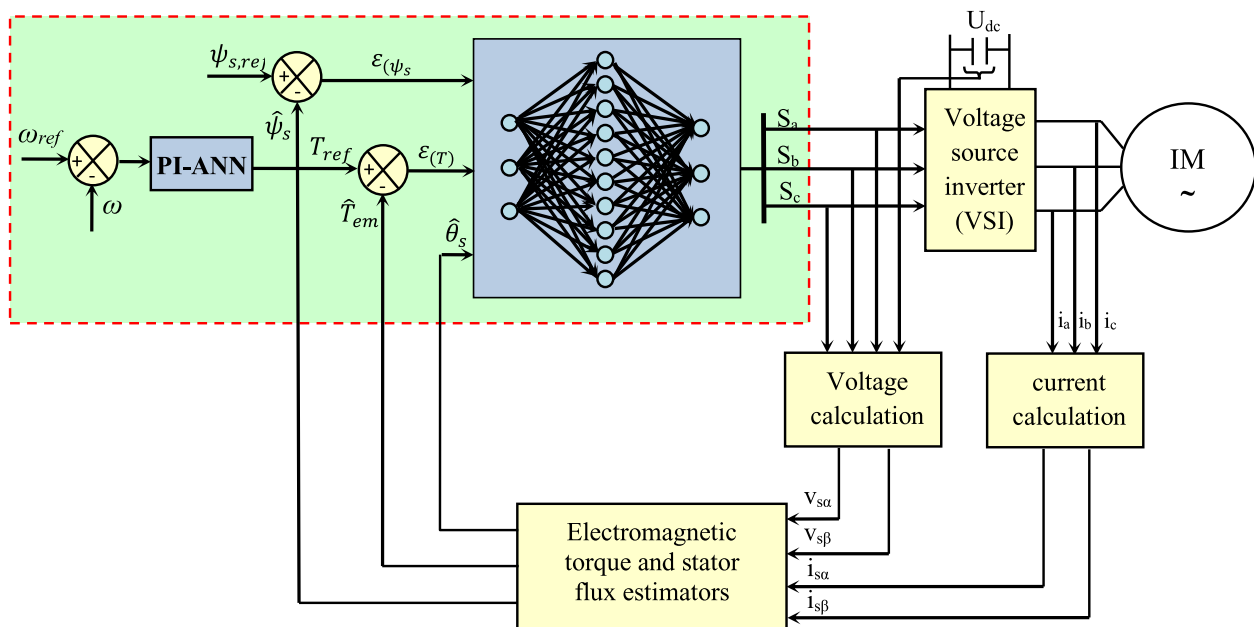 U_dc
ψ_s,rej
ε_(ψ_s
+
-
ψ̂_s
ω_ref
+
-
ω
PI-ANN
T_ref
+
-
ε_(T)
T̂_em
θ̂_s
S_a
S_b
S_c
Voltage
source
inverter
(VSI)
IM
~
i_a
i_b
i_c
Voltage
calculation
current
calculation
v_sα
v_sβ
i_sα
i_sβ
Electromagnetic
torque and stator
flux estimators